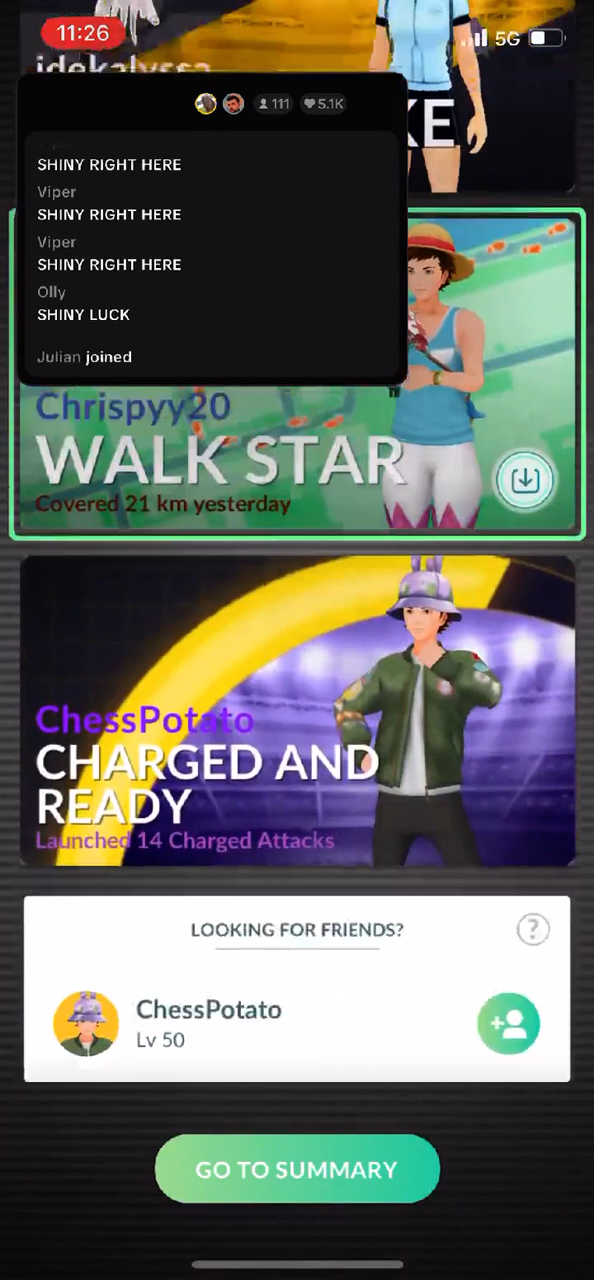 11:26
5G
idekalyssa
KE
111
5.1K
SHINY RIGHT HERE
Viper
SHINY RIGHT HERE
Viper
SHINY RIGHT HERE
Olly
SHINY LUCK
Julian joined
Chrispyy20
WALK STAR
Covered 21 km yesterday
ChessPotato
CHARGED AND
READY
Launched 14 Charged Attacks
LOOKING FOR FRIENDS?
?
ChessPotato
Lv 50
GO TO SUMMARY